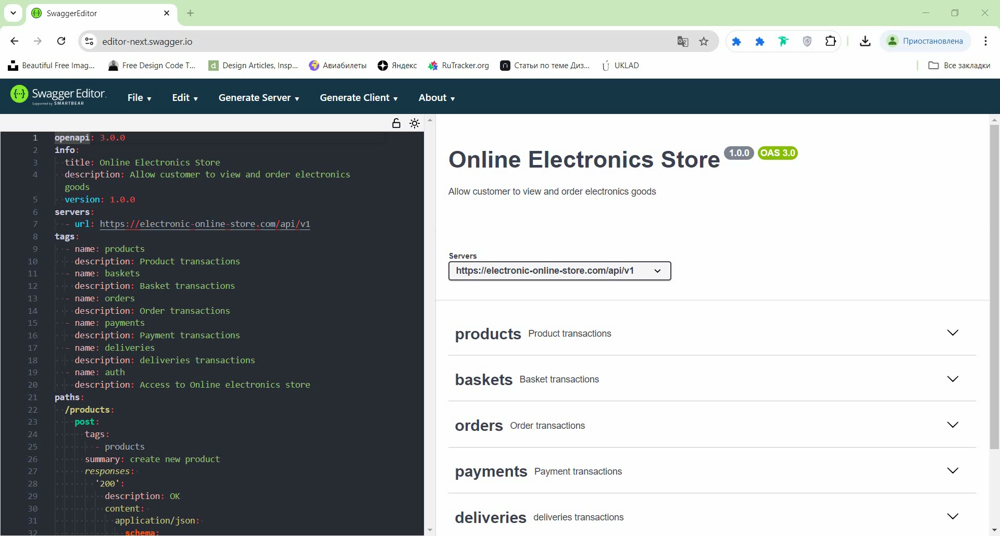 SwaggerEditor
editor-next.swagger.io
Приостановлена
Beautiful Free Imag...
Free Design Code T...
Design Articles, Insp...
Авиабилеты
Яндекс
RuTracker.org
Статьи по теме Диз...
UKLAD
Все закладки
Swagger Editor
Supported by SMARTBEAR
File
Edit
Generate Server
Generate Client
About
1 openapi: 3.0.0
2 info:
3 title: Online Electronics Store
4 description: Allow customer to view and order electronics
goods
5 version: 1.0.0
6 servers:
7 - url: https://electronic-online-store.com/api/v1
8 tags:
9 - name: products
10 description: Product transactions
11 - name: baskets
12 description: Basket transactions
13 - name: orders
14 description: Order transactions
15 - name: payments
16 description: Payment transactions
17 - name: deliveries
18 description: deliveries transactions
19 - name: auth
20 description: Access to Online electronics store
21 paths:
22 /products:
23 post:
24 tags:
25 - products
26 summary: create new product
27 responses:
28 '200':
29 description: OK
30 content:
31 application/json:
32 schema:
Online Electronics Store 1.0.0 OAS 3.0
Allow customer to view and order electronics goods
Servers
https://electronic-online-store.com/api/v1
products Product transactions
baskets Basket transactions
orders Order transactions
payments Payment transactions
deliveries deliveries transactions